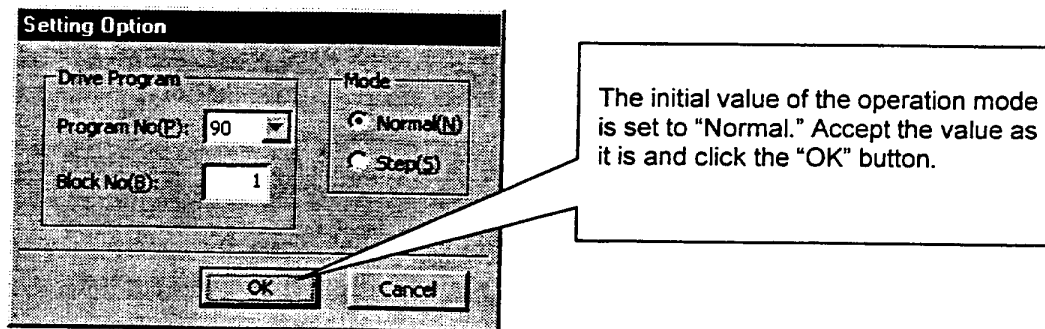 Setting Option
Drive Program
Program No(P): 90
Block No(B): 1
Mode
Normal(N)
Step(S)
OK
Cancel
The initial value of the operation mode
is set to “Normal.” Accept the value as
it is and click the “OK” button.